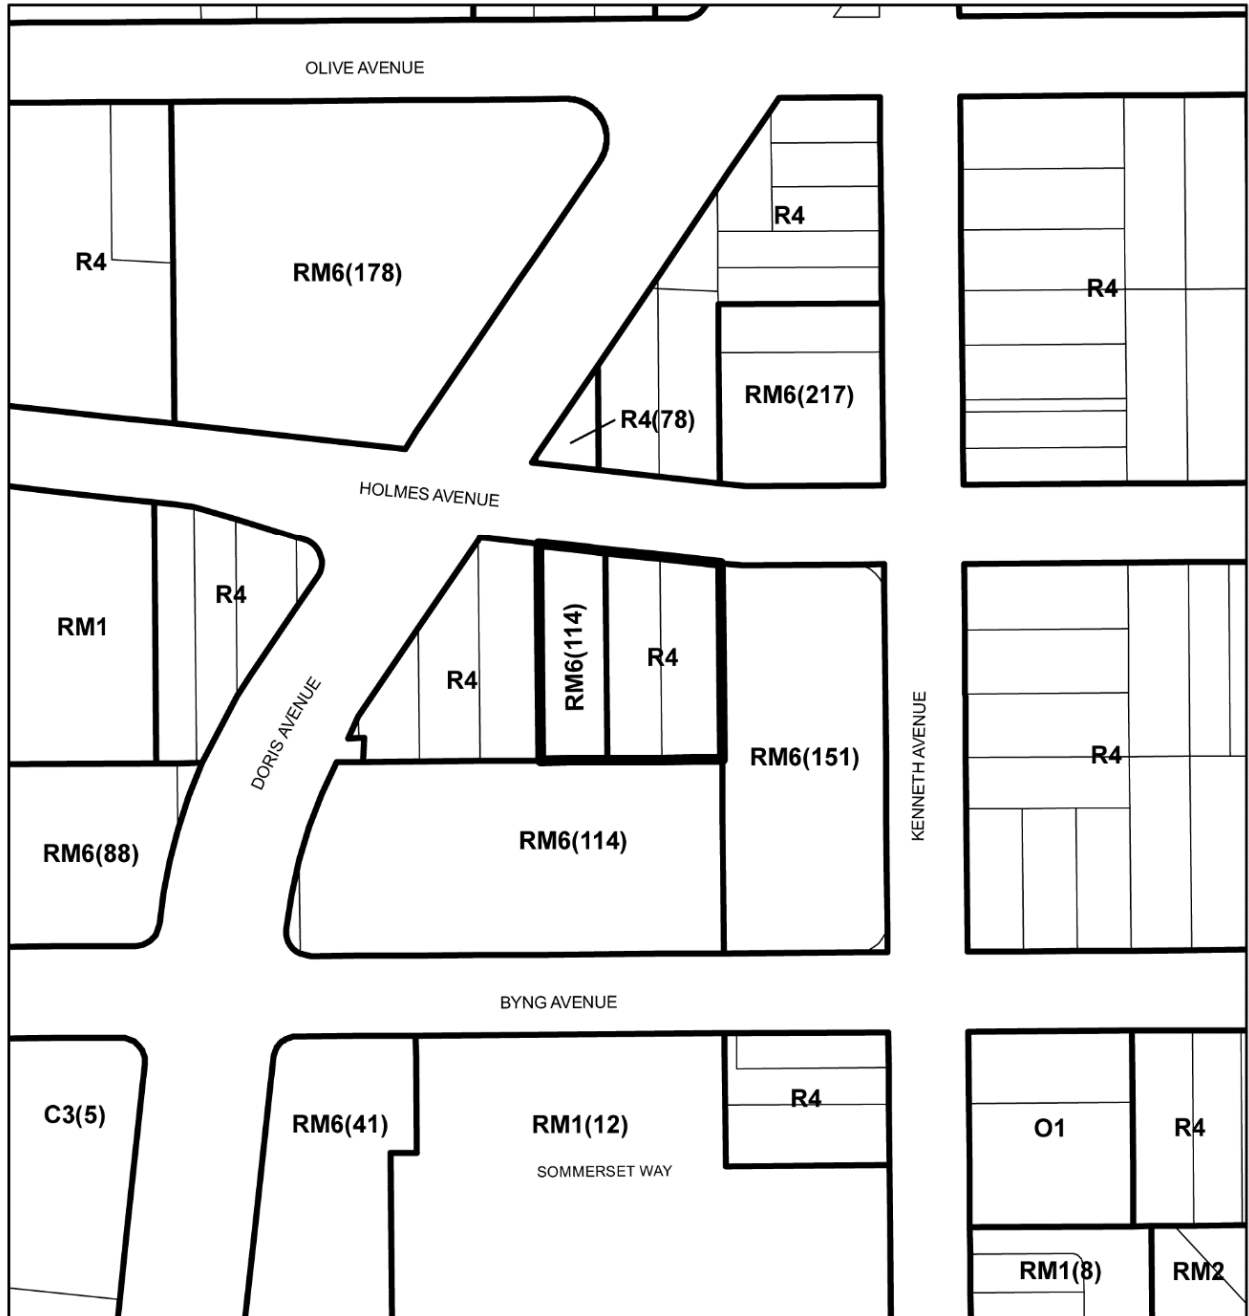 OLIVE AVENUE
R4
R4
RM6(178)
R4
RM6(217)
R4(78)
HOLMES AVENUE
R4
RM1
RM6(114)
R4
R4
DORIS AVENUE
KENNETH AVENUE
RM6(151)
R4
RM6(114)
RM6(88)
BYNG AVENUE
R4
C3(5)
RM6(41)
RM1(12)
O1
R4
SOMMERSET WAY
RM1(8)
RM2